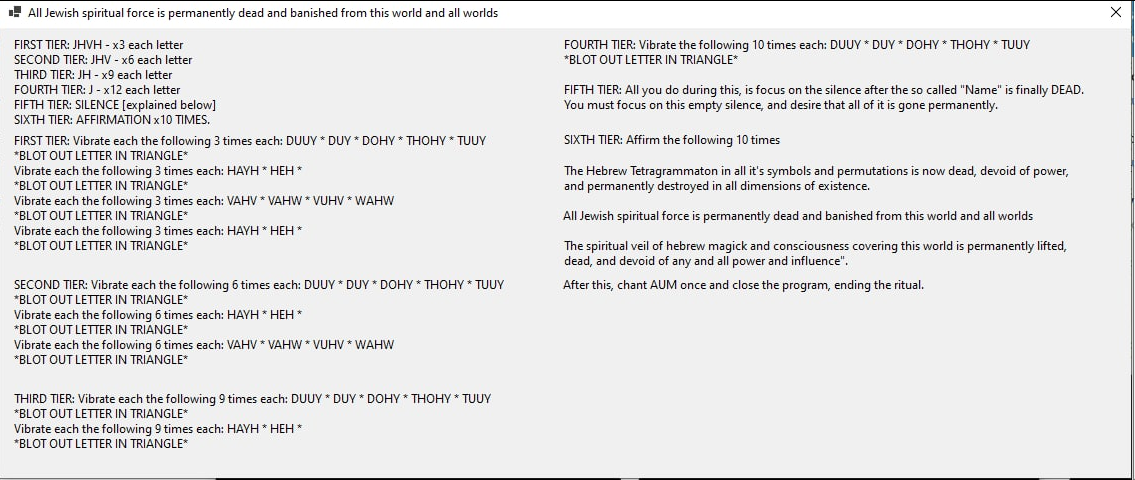 All Jewish spiritual force is permanently dead and banished from this world and all worlds
FIRST TIER: JHVH - x3 each letter
SECOND TIER: JHV - x6 each letter
THIRD TIER: JH - x9 each letter
FOURTH TIER: J - x12 each letter
FIFTH TIER: SILENCE [explained below]
SIXTH TIER: AFFIRMATION x10 TIMES.
FIRST TIER: Vibrate each the following 3 times each: DUUY * DUY * DOHY * THOHY * TUUY
*BLOT OUT LETTER IN TRIANGLE*
Vibrate each the following 3 times each: HAYH * HEH *
*BLOT OUT LETTER IN TRIANGLE*
Vibrate each the following 3 times each: VAHV * VAHW * VUHV * WAHW
*BLOT OUT LETTER IN TRIANGLE*
Vibrate each the following 3 times each: HAYH * HEH *
*BLOT OUT LETTER IN TRIANGLE*
SECOND TIER: Vibrate each the following 6 times each: DUUY * DUY * DOHY * THOHY * TUUY
*BLOT OUT LETTER IN TRIANGLE*
Vibrate each the following 6 times each: HAYH * HEH *
*BLOT OUT LETTER IN TRIANGLE*
Vibrate each the following 6 times each: VAHV * VAHW * VUHV * WAHW
*BLOT OUT LETTER IN TRIANGLE*
THIRD TIER: Vibrate each the following 9 times each: DUUY * DUY * DOHY * THOHY * TUUY
*BLOT OUT LETTER IN TRIANGLE*
Vibrate each the following 9 times each: HAYH * HEH *
*BLOT OUT LETTER IN TRIANGLE*
FOURTH TIER: Vibrate the following 10 times each: DUUY * DUY * DOHY * THOHY * TUUY
*BLOT OUT LETTER IN TRIANGLE*
FIFTH TIER: All you do during this, is focus on the silence after the so called "Name" is finally DEAD.
You must focus on this empty silence, and desire that all of it is gone permanently.
SIXTH TIER: Affirm the following 10 times
The Hebrew Tetragrammaton in all it's symbols and permutations is now dead, devoid of power,
and permanently destroyed in all dimensions of existence.
All Jewish spiritual force is permanently dead and banished from this world and all worlds
The spiritual veil of hebrew magick and consciousness covering this world is permanently lifted,
dead, and devoid of any and all power and influence".
After this, chant AUM once and close the program, ending the ritual.